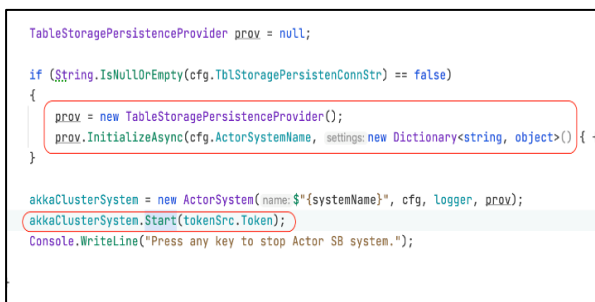 TableStoragePersistenceProvider prov = null;
if (String.IsNullOrEmpty(cfg.TblStoragePersistenConnStr) == false)
{
prov = new TableStoragePersistenceProvider();
prov.InitializeAsync(cfg.ActorSystemName, settings: new Dictionary<string, object>() {
}
akkaClusterSystem = new ActorSystem( name: $"{systemName}", cfg, logger, prov);
akkaClusterSystem.Start(tokenSrc.Token);
Console.WriteLine("Press any key to stop Actor SB system.");